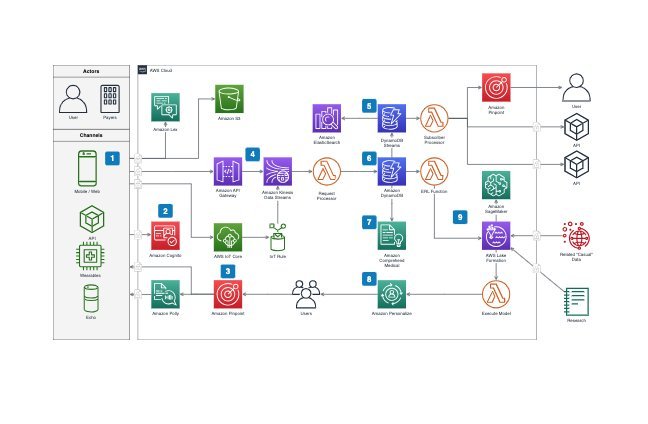 Actors
User
Payers
Channels
1
Mobile / Web
API
Wearables
Echo
AWS Cloud
Amazon Lex
Amazon S3
4
Amazon API
Gateway
Amazon Kinesis
Data Streams
Request
Processor
Amazon
ElasticSearch
5
DynamoDB
Streams
Subscriber
Processor
6
Amazon
DynamoDB
ERL Function
Amazon
Pinpoint
User
API
API
Amazon
SageMaker
2
Amazon Cognito
AWS IoT Core
IoT Rule
7
Amazon
Comprehend
Medical
9
AWS Lake
Formation
Related "Casual"
Data
3
Amazon Polly
Amazon Pinpoint
Users
8
Amazon Personalize
Execute Model
Research